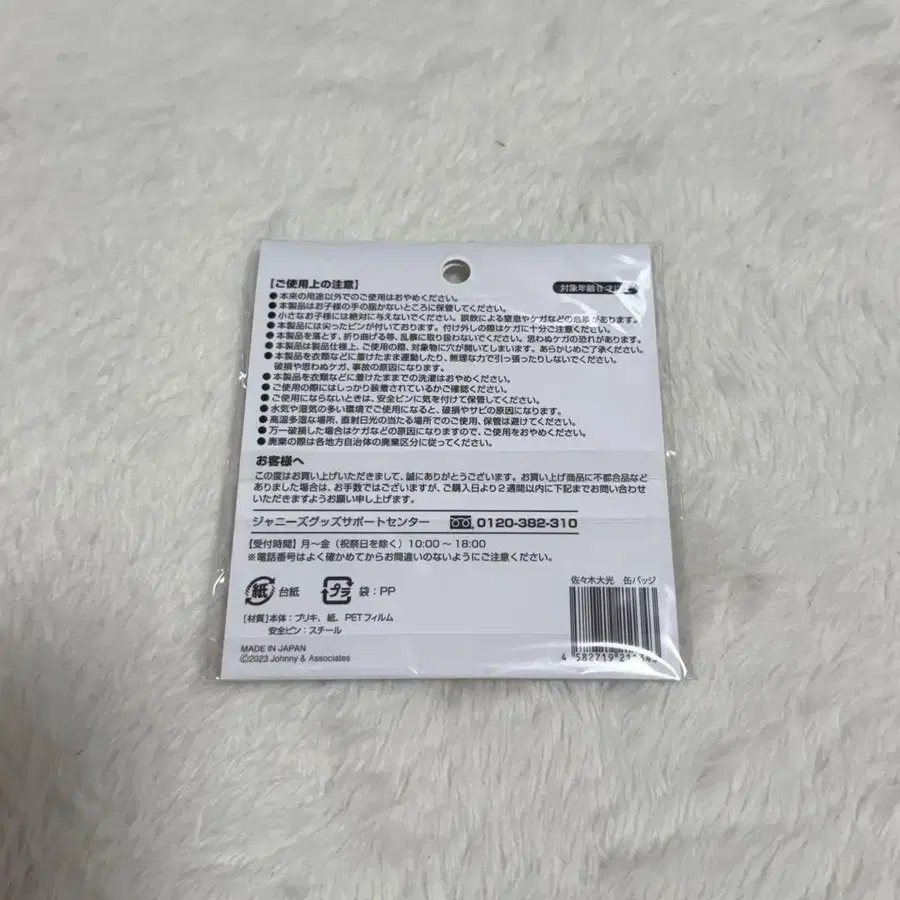 【ご使用上の注意】
対象年齢6才以上
●本来の用途以外でのご使用はおやめください。
●本製品はお子様の手の届かないところに保管してください。
●小さなお子様には絶対に与えないでください。誤飲による窒息やケガなどの危険があります。
●本製品には尖ったピンが付いております。付け外しの際はケガに十分ご注意ください。
●本製品を落とす、折り曲げる等、乱暴に取り扱わないでください。思わぬケガの恐れがあります。
●本製品は製品仕様上、ご使用の際、対象物に穴が開いてしまいます。あらかじめご了承ください。
●本製品を衣類などに着けたまま運動したり、無理な力で引っ張ったりしないでください。
破損や思わぬケガ、事故の原因になります。
●本製品を衣類などに着けたままでの洗濯はおやめください。
●ご使用の際にはしっかり装着されているかご確認ください。
●ご使用にならないときは、安全ピンに気を付けて保管してください。
●水気や湿気の多い環境でご使用になると、破損やサビの原因になります。
●高温多湿な場所、直射日光の当たる場所でのご使用、保管は避けてください。
●万一破損した場合はケガなどの原因になりますので、ご使用をおやめください。
●廃棄の際は各地方自治体の廃棄区分に従ってください。
お客様へ
この度はお買い上げいただきまして、誠にありがとうございます。お買い上げ商品に不都合品など
ありました場合は、お手数ではございますが、ご購入日より2週間以内に下記までお問い合わせ
いただきますようお願い申し上げます。
ジャニーズグッズサポートセンター 0120-382-310
【受付時間】月～金（祝祭日を除く）10:00～18:00
※電話番号はよく確かめてからお間違いのないようにご注意ください。
紙 台紙 プラ 袋：PP
佐々木大光 缶バッジ
[材質]本体：ブリキ、紙、PETフィルム
安全ピン：スチール
MADE IN JAPAN
©2023 Johnny & Associates
4 582719